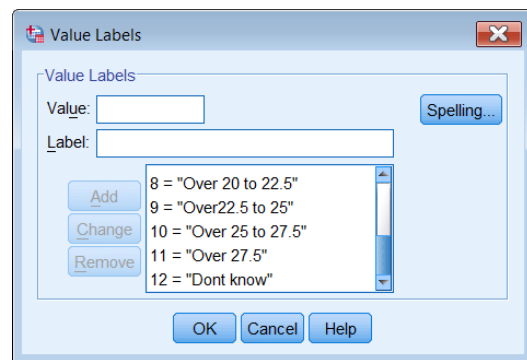 Value Labels
Value Labels
Value:
Spelling...
Label:
Add
Change
Remove
8 = "Over 20 to 22.5"
9 = "Over22.5 to 25"
10 = "Over 25 to 27.5"
11 = "Over 27.5"
12 = "Dont know"
OK Cancel Help